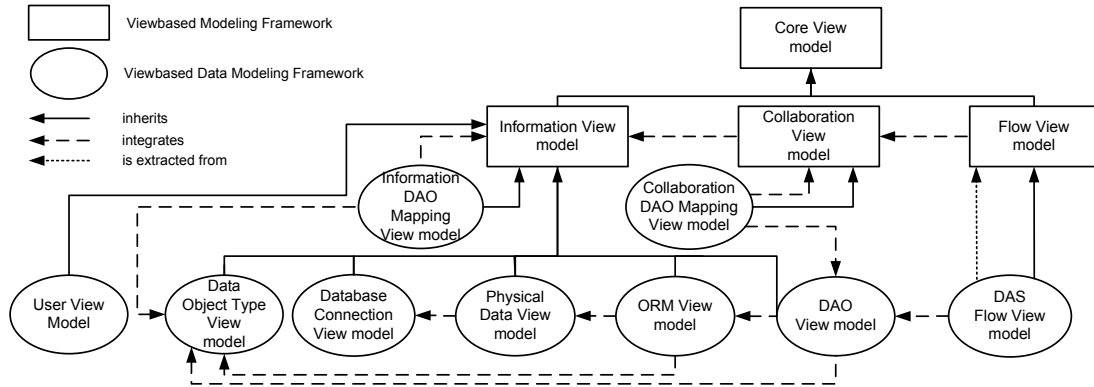 Viewbased Modeling Framework
Viewbased Data Modeling Framework
inherits
integrates
is extracted from
Core View
model
Information View
model
Collaboration
View
model
Flow View
model
Information
DAO
Mapping
View model
Collaboration
DAO Mapping
View model
User View
Model
Data
Object Type
View
model
Database
Connection
View model
Physical
Data View
model
ORM View
model
DAO
View model
DAS
Flow View
model